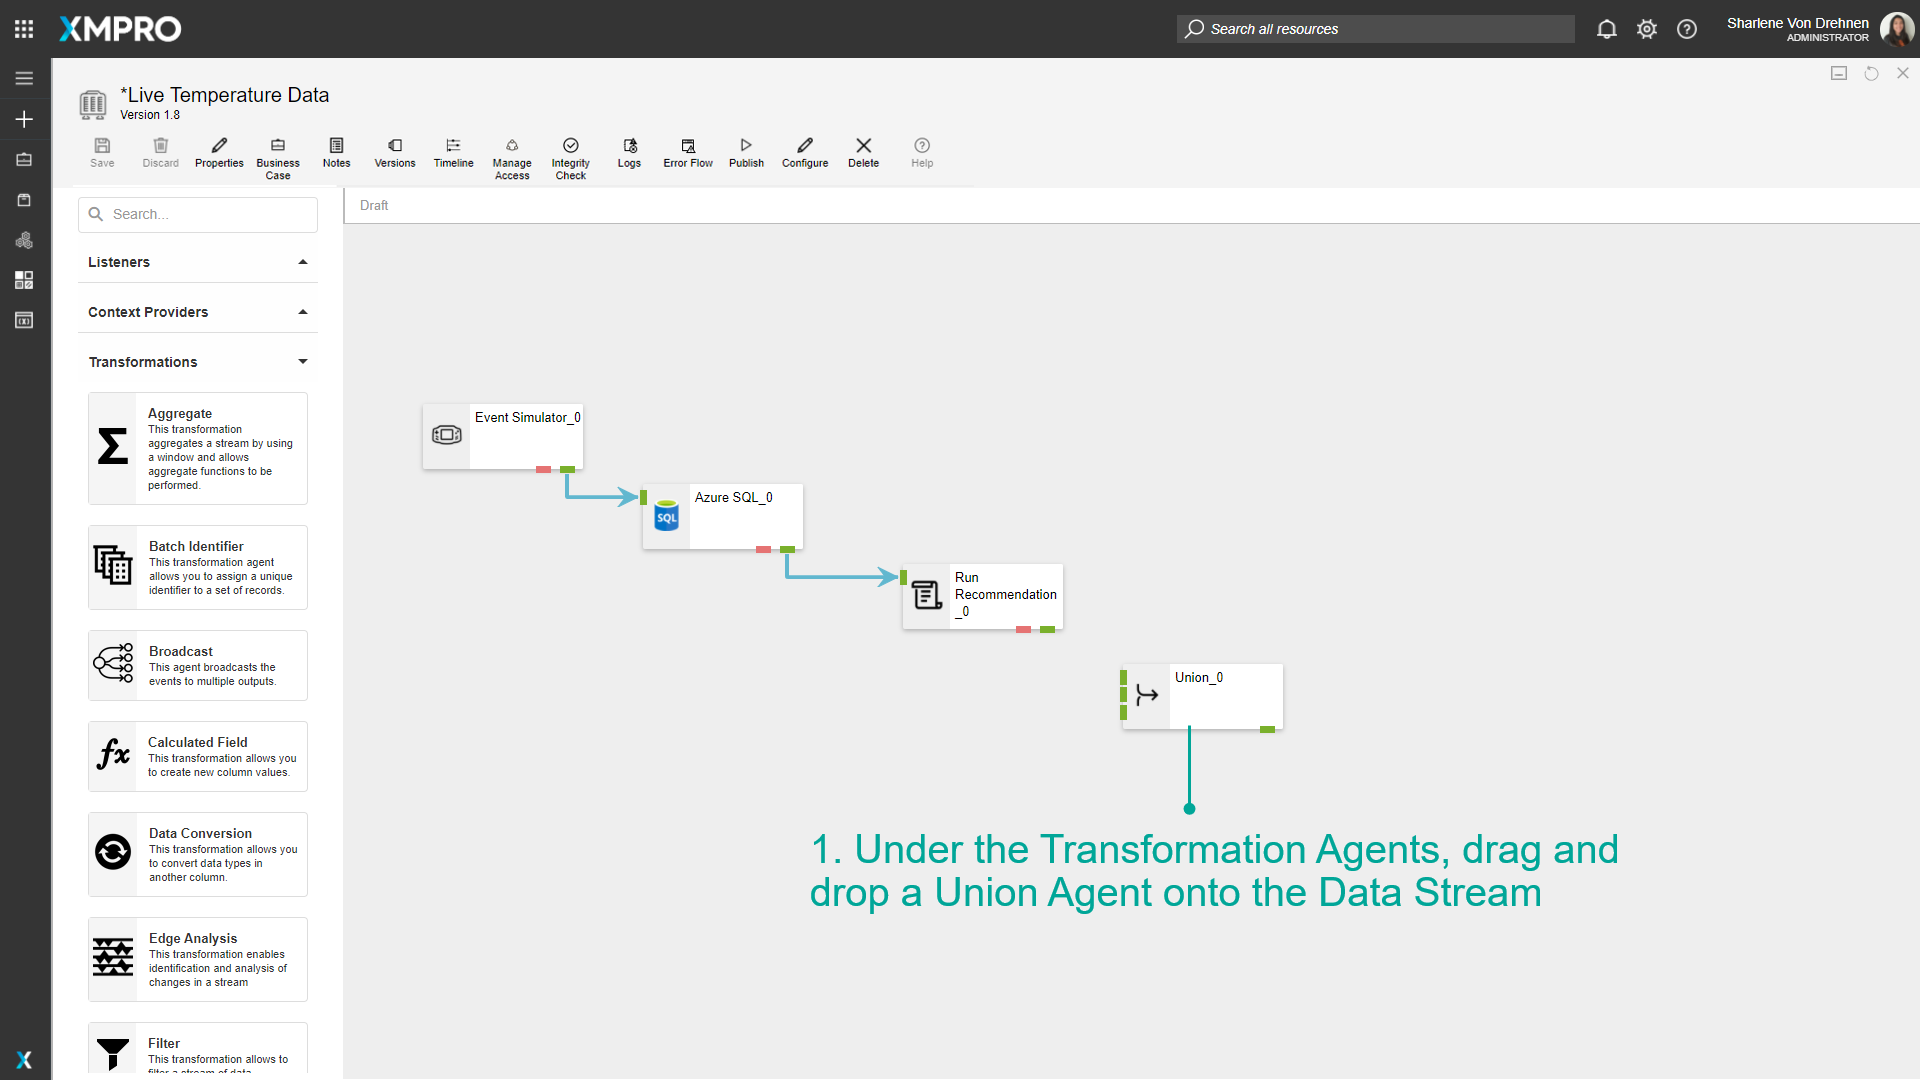 XMPRO
Search all resources
Sharlene Von Drehnen
ADMINISTRATOR
*Live Temperature Data
Version 1.8
Save
Discard
Properties
Business
Case
Notes
Versions
Timeline
Manage
Access
Integrity
Check
Logs
Error Flow
Publish
Configure
Delete
Help
Search...
Draft
Listeners
Context Providers
Transformations
Aggregate
This transformation
aggregates a stream by using
a window and allows
aggregate functions to be
performed.
Batch Identifier
This transformation agent
allows you to assign a unique
identifier to a set of records.
Broadcast
This agent broadcasts the
events to multiple outputs.
Calculated Field
This transformation allows you
to create new column values.
Data Conversion
This transformation allows you
to convert data types in
another column.
Edge Analysis
This transformation enables
identification and analysis of
changes in a stream
Filter
This transformation allows to
filter a stream of data
Event Simulator_0
SQL
Azure SQL_0
Run
Recommendation
_0
Union_0
1. Under the Transformation Agents, drag and
drop a Union Agent onto the Data Stream
X